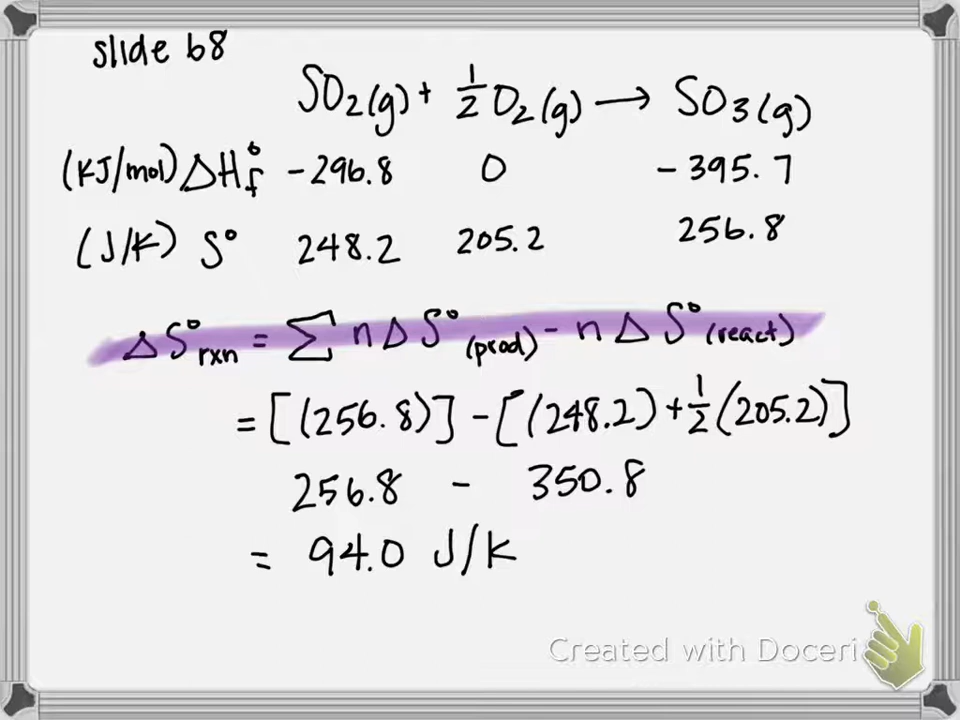 slide 68
SO₂(g) + ½O₂(g) → SO₃(g)
(KJ/mol) ΔH°f -296.8 0 -395.7
(J/K) S° 248.2 205.2 256.8
ΔS°rxn = Σ nΔS°(prod) - nΔS°(react)
= [(256.8)] - [(248.2) + ½(205.2)]
256.8 - 350.8
= 94.0 J/K
Created with Doceri